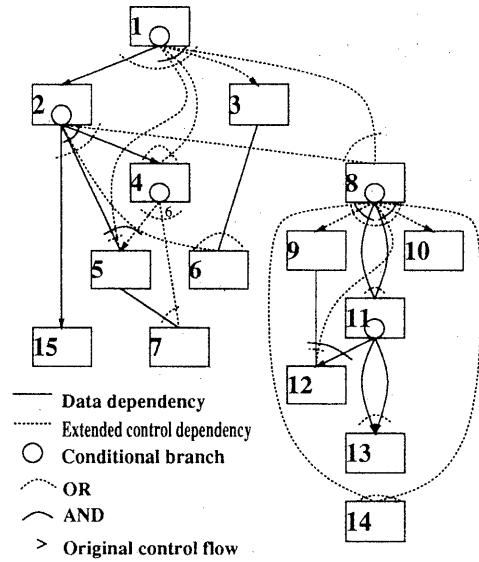 1
2
3
4
8
6
9
10
5
6
11
15
7
12
13
14
Data dependency
Extended control dependency
Conditional branch
OR
AND
Original control flow